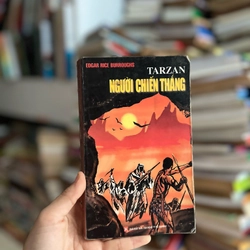 EDGAR RICE BURROUGHS
TARZAN
NGƯỜI CHIẾN THẮNG